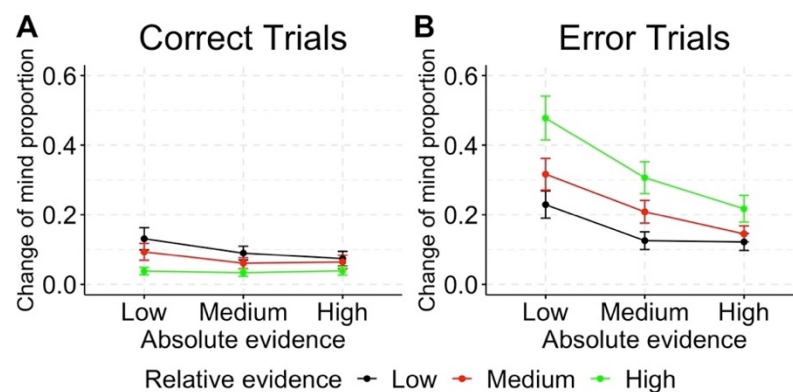 A Correct Trials
Change of mind proportion
0.6
0.4
0.2
0.0
Low Medium High
Absolute evidence
B Error Trials
Change of mind proportion
0.6
0.4
0.2
0.0
Low Medium High
Absolute evidence
Relative evidence Low Medium High